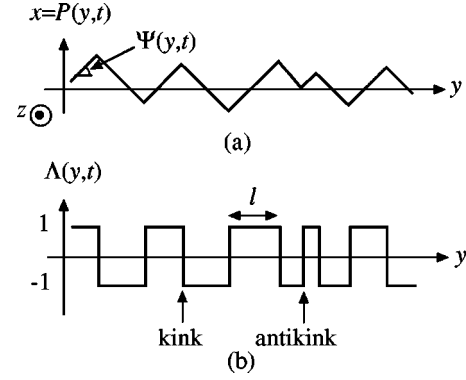 x=P(y,t)
Ψ(y,t)
y
z
(a)
Λ(y,t)
l
1
y
-1
kink
antikink
(b)